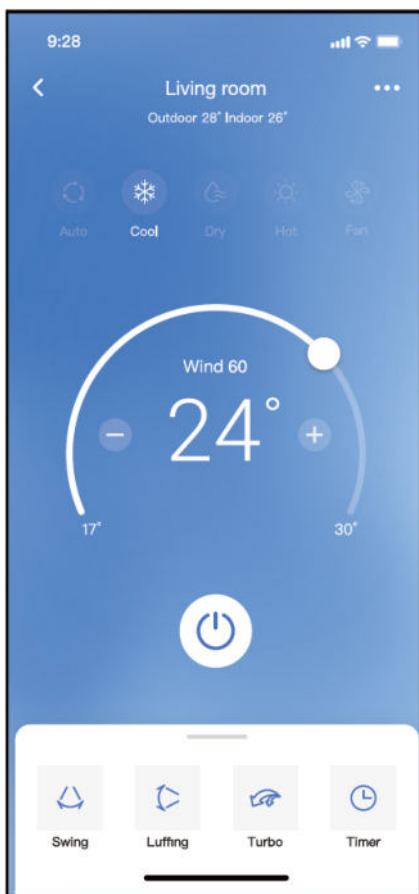 9:28
Living room
Outdoor 28° Indoor 26°
Auto Cool Dry Hot Fan
Wind 60
24°
17° 30°
Swing Luffing Turbo Timer